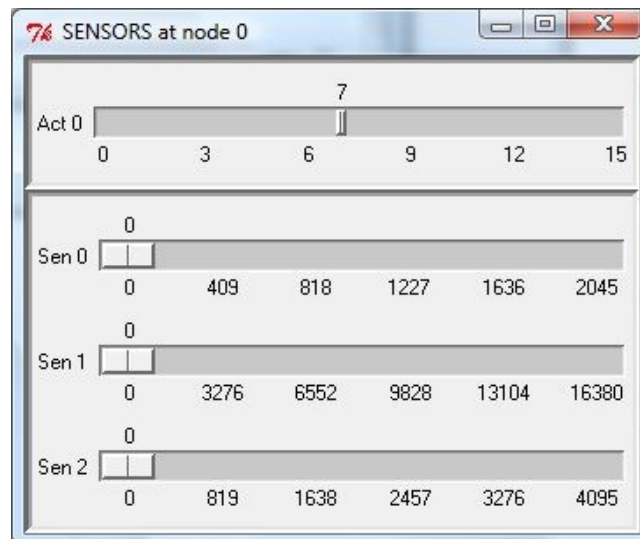 SENSORS at node 0
7
Act 0
0 3 6 9 12 15
0
Sen 0
0 409 818 1227 1636 2045
0
Sen 1
0 3276 6552 9828 13104 16380
0
Sen 2
0 819 1638 2457 3276 4095